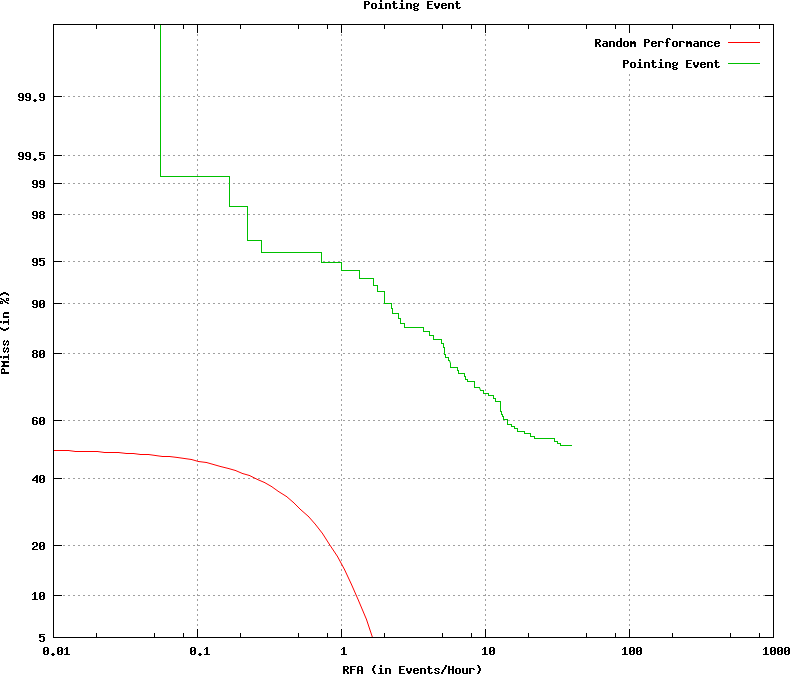 Pointing Event
Random Performance
Pointing Event
99.9
99.5
99
98
95
90
80
60
40
20
10
5
PMiss (in %)
0.01 0.1 1 10 100 1000
RFA (in Events/Hour)